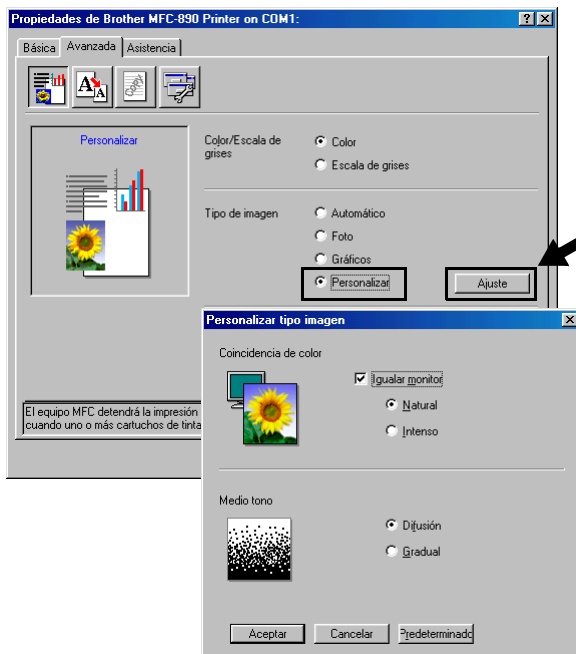 Propiedades de Brother MFC-890 Printer on COM1:
Básica
Avanzada
Asistencia
Copy
Personalizar
Color/Escala de grises
Color
Escala de grises
Tipo de imagen
Automático
Foto
Gráficos
Personalizar
Ajuste
El equipo MFC detendrá la impresión
cuando uno o más cartuchos de tinta
Personalizar tipo imagen
Coincidencia de color
Igualar monitor
Natural
Intenso
Medio tono
Difusión
Gradual
Aceptar
Cancelar
Predeterminado